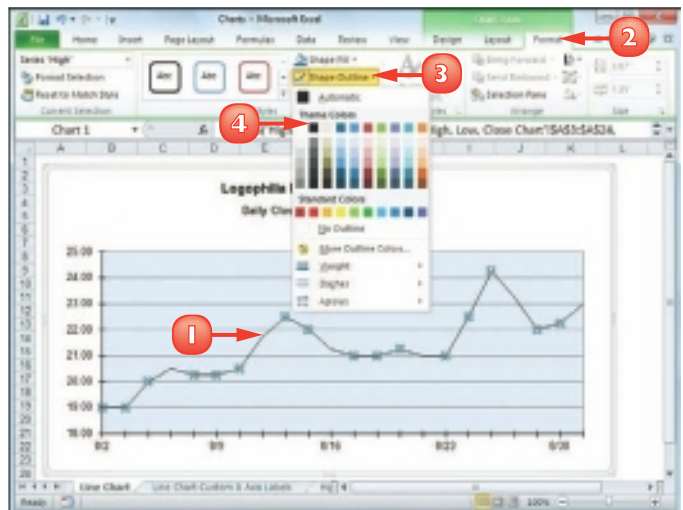 Charts - Microsoft Excel
Chart Tools
File Home Insert Page Layout Formulas Data Review View Design Layout Format
2
Series "High" Shape Fill Bring Forward
Format Selection Abc Abc Abc Shape Outline 3 Send Backward
Reset to Match Style Automatic Selection Pane
Current Selection 4 Theme Colors Arrange Size
Chart 1 High, Low, Close Chart'!$A$3:$A$24,
A B C D E I J K L
Logophilia
Standard Colors
Daily Clos
No Outline
More Outline Colors...
Weight
Dashes
Arrows
1
25.00
24.00
23.00
22.00
21.00
20.00
19.00
18.00
8/2 8/9 8/16 8/23 8/30
Line Chart Line Chart-Custom X Axis Labels
Ready 100%